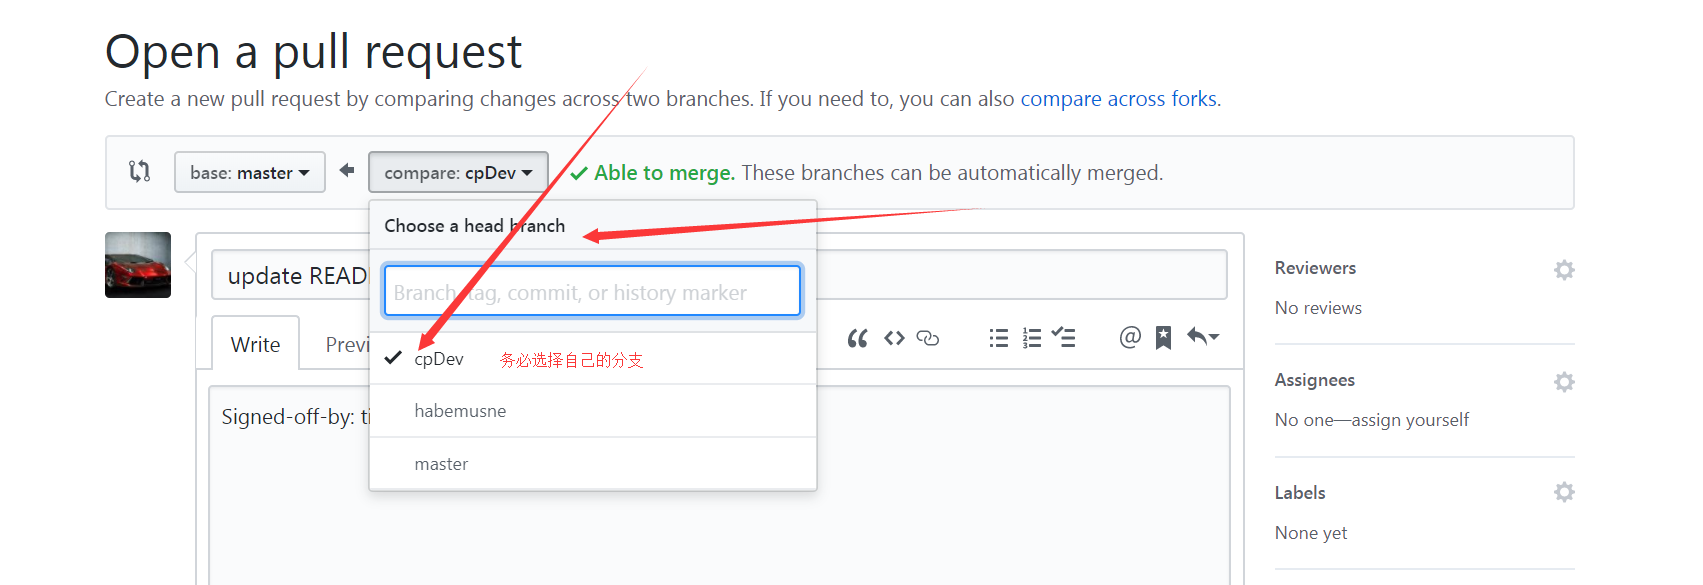 Open a pull request
Create a new pull request by comparing changes across two branches. If you need to, you can also compare across forks.
base: master
compare: cpDev
Able to merge. These branches can be automatically merged.
Choose a head branch
update READ
Branch, tag, commit, or history marker
Write
Previ
cpDev 务必选择自己的分支
habemusne
master
Signed-off-by: ti
Reviewers
No reviews
Assignees
No one—assign yourself
Labels
None yet